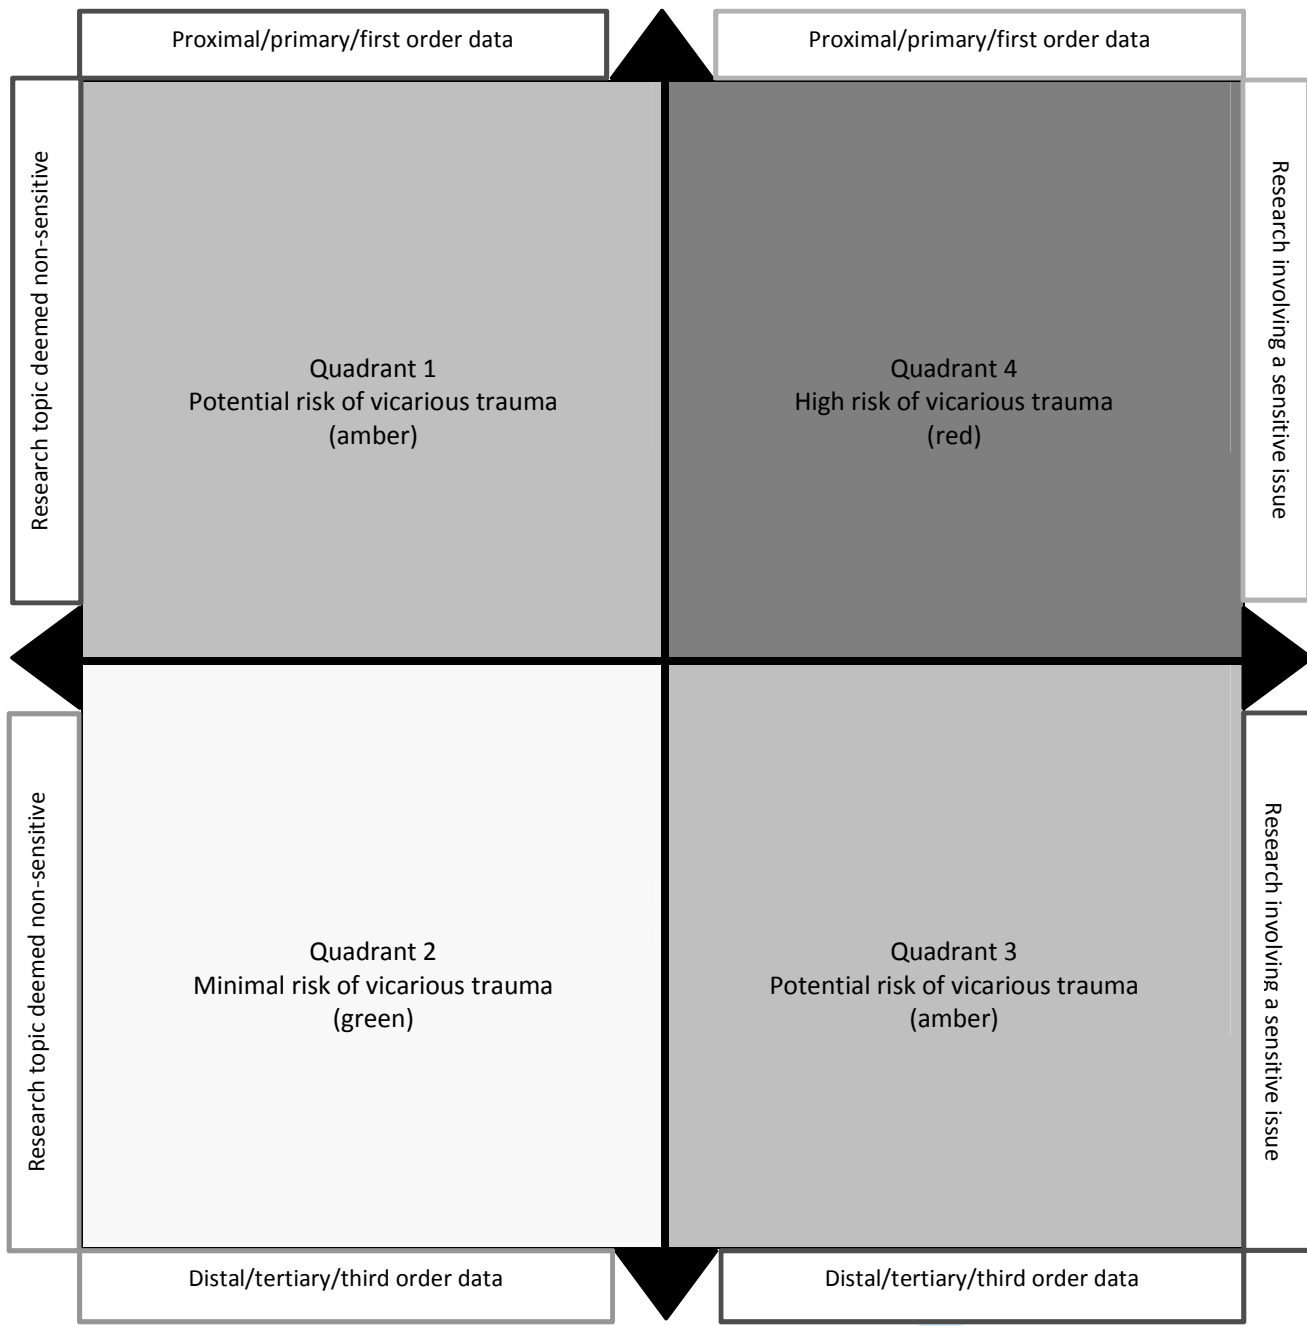 Proximal/primary/first order data
Proximal/primary/first order data
Research topic deemed non-sensitive
Quadrant 1
Potential risk of vicarious trauma
(amber)
Quadrant 4
High risk of vicarious trauma
(red)
Research involving a sensitive issue
Research topic deemed non-sensitive
Quadrant 2
Minimal risk of vicarious trauma
(green)
Quadrant 3
Potential risk of vicarious trauma
(amber)
Research involving a sensitive issue
Distal/tertiary/third order data
Distal/tertiary/third order data